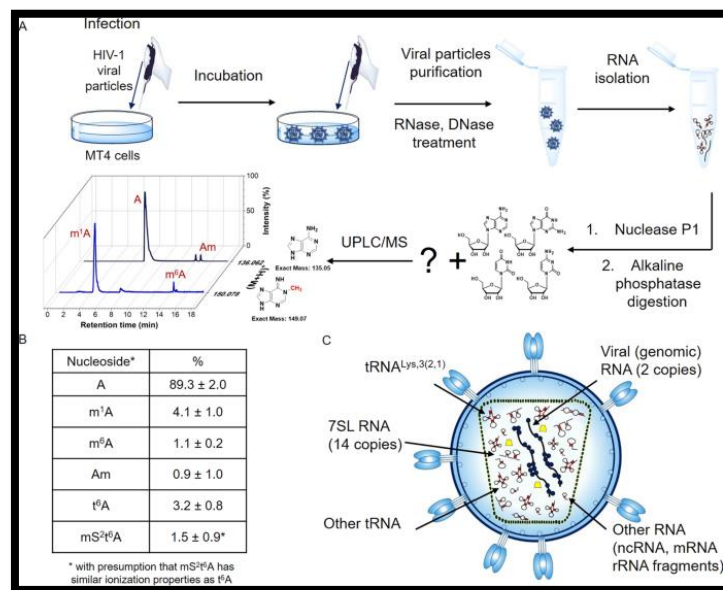 A
Infection
HIV-1
viral
particles
MT4 cells
Incubation
Viral particles
purification
RNase, DNase
treatment
RNA
isolation
1. Nuclease P1
2. Alkaline
phosphatase
digestion
? +
UPLC/MS
NH₂
Exact Mass: 135.05
NH
CH₃
Exact Mass: 149.07
100
50
0
Intensity (%)
A
m¹A
Am
m⁶A
136.062
150.078
0 2 4 6 8 10 12 14 16 18
Retention time (min)
B
Nucleoside* %
A 89.3 ± 2.0
m¹A 4.1 ± 1.0
m⁶A 1.1 ± 0.2
Am 0.9 ± 1.0
t⁶A 3.2 ± 0.8
mS²t⁶A 1.5 ± 0.9*
* with presumption that mS²t⁶A has
similar ionization properties as t⁶A
C
tRNA^Lys,3(2,1)
Viral (genomic)
RNA (2 copies)
7SL RNA
(14 copies)
Other tRNA
Other RNA
(ncRNA, mRNA
rRNA fragments)